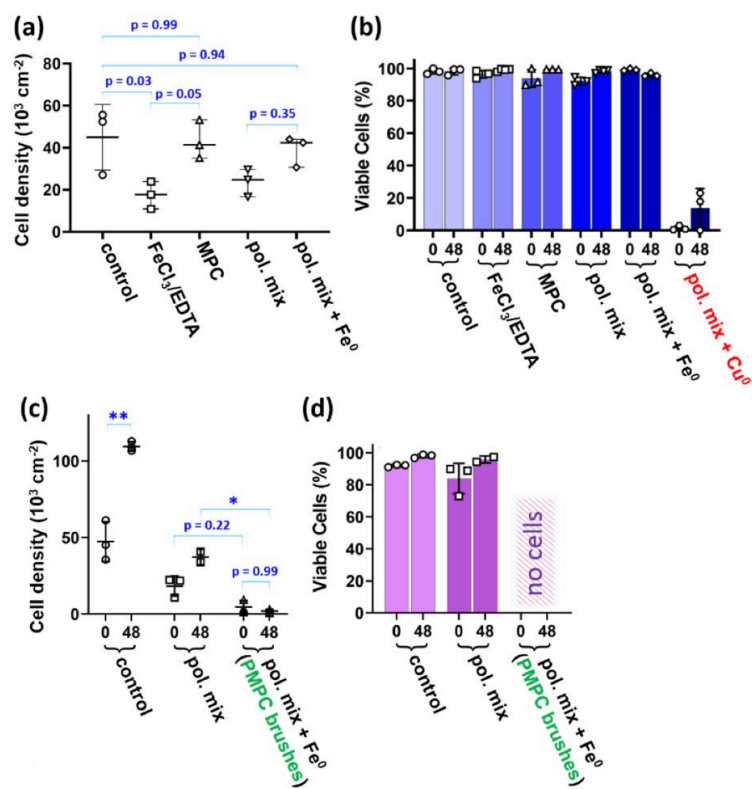 (a)
p = 0.99
p = 0.94
p = 0.03
p = 0.05
p = 0.35
Cell density (10³ cm⁻²)
80
60
40
20
0
control
FeCl₃/EDTA
MPC
pol. mix
pol. mix + Fe⁰
(b)
Viable Cells (%)
100
80
60
40
20
0
0 48 0 48 0 48 0 48 0 48 0 48
control
FeCl₃/EDTA
MPC
pol. mix
pol. mix + Fe⁰
pol. mix + Cu⁰
(c)
**
*
p = 0.22
p = 0.99
Cell density (10³ cm⁻²)
100
50
0
0 48 0 48 0 48
control
pol. mix
pol. mix + Fe⁰
(PMPC brushes)
(d)
Viable Cells (%)
100
80
60
40
20
0
no cells
0 48 0 48 0 48
control
pol. mix
pol. mix + Fe⁰
(PMPC brushes)